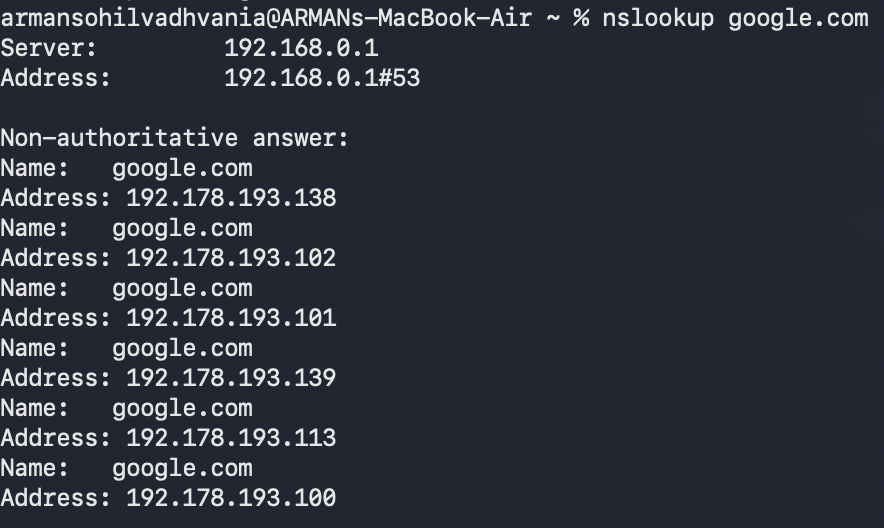 armansohilvadhvania@ARMANs-MacBook-Air ~ % nslookup google.com
Server:		192.168.0.1
Address:	192.168.0.1#53

Non-authoritative answer:
Name:	google.com
Address: 192.178.193.138
Name:	google.com
Address: 192.178.193.102
Name:	google.com
Address: 192.178.193.101
Name:	google.com
Address: 192.178.193.139
Name:	google.com
Address: 192.178.193.113
Name:	google.com
Address: 192.178.193.100